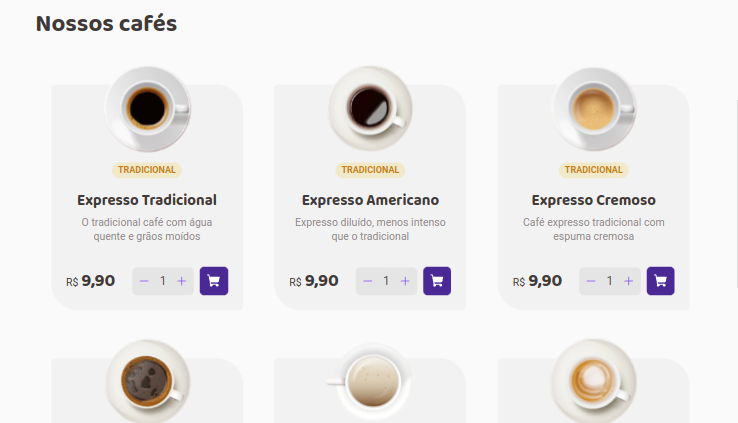 Nossos cafés
TRADICIONAL
Expresso Tradicional
O tradicional café com água
quente e grãos moídos
R$ 9,90
− 1 +
TRADICIONAL
Expresso Americano
Expresso diluído, menos intenso
que o tradicional
R$ 9,90
− 1 +
TRADICIONAL
Expresso Cremoso
Café expresso tradicional com
espuma cremosa
R$ 9,90
− 1 +